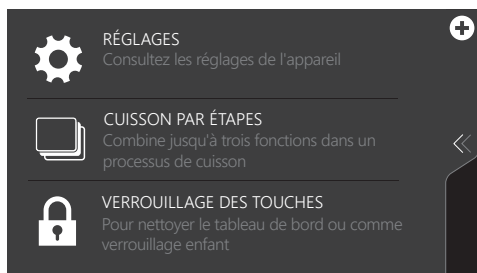 RÉGLAGES
Consultez les réglages de l'appareil
CUISSON PAR ÉTAPES
Combine jusqu'à trois fonctions dans un
processus de cuisson
VERROUILLAGE DES TOUCHES
Pour nettoyer le tableau de bord ou comme
verrouillage enfant